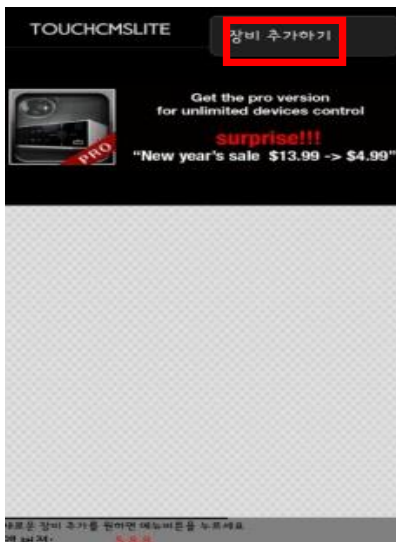 TOUCHCMSLITE
장비 추가하기
Get the pro version
for unlimited devices control
surprise!!!
"New year's sale $13.99 -> $4.99"
PRO
새로운 장비 추가를 원하면 메뉴버튼을 누르세요